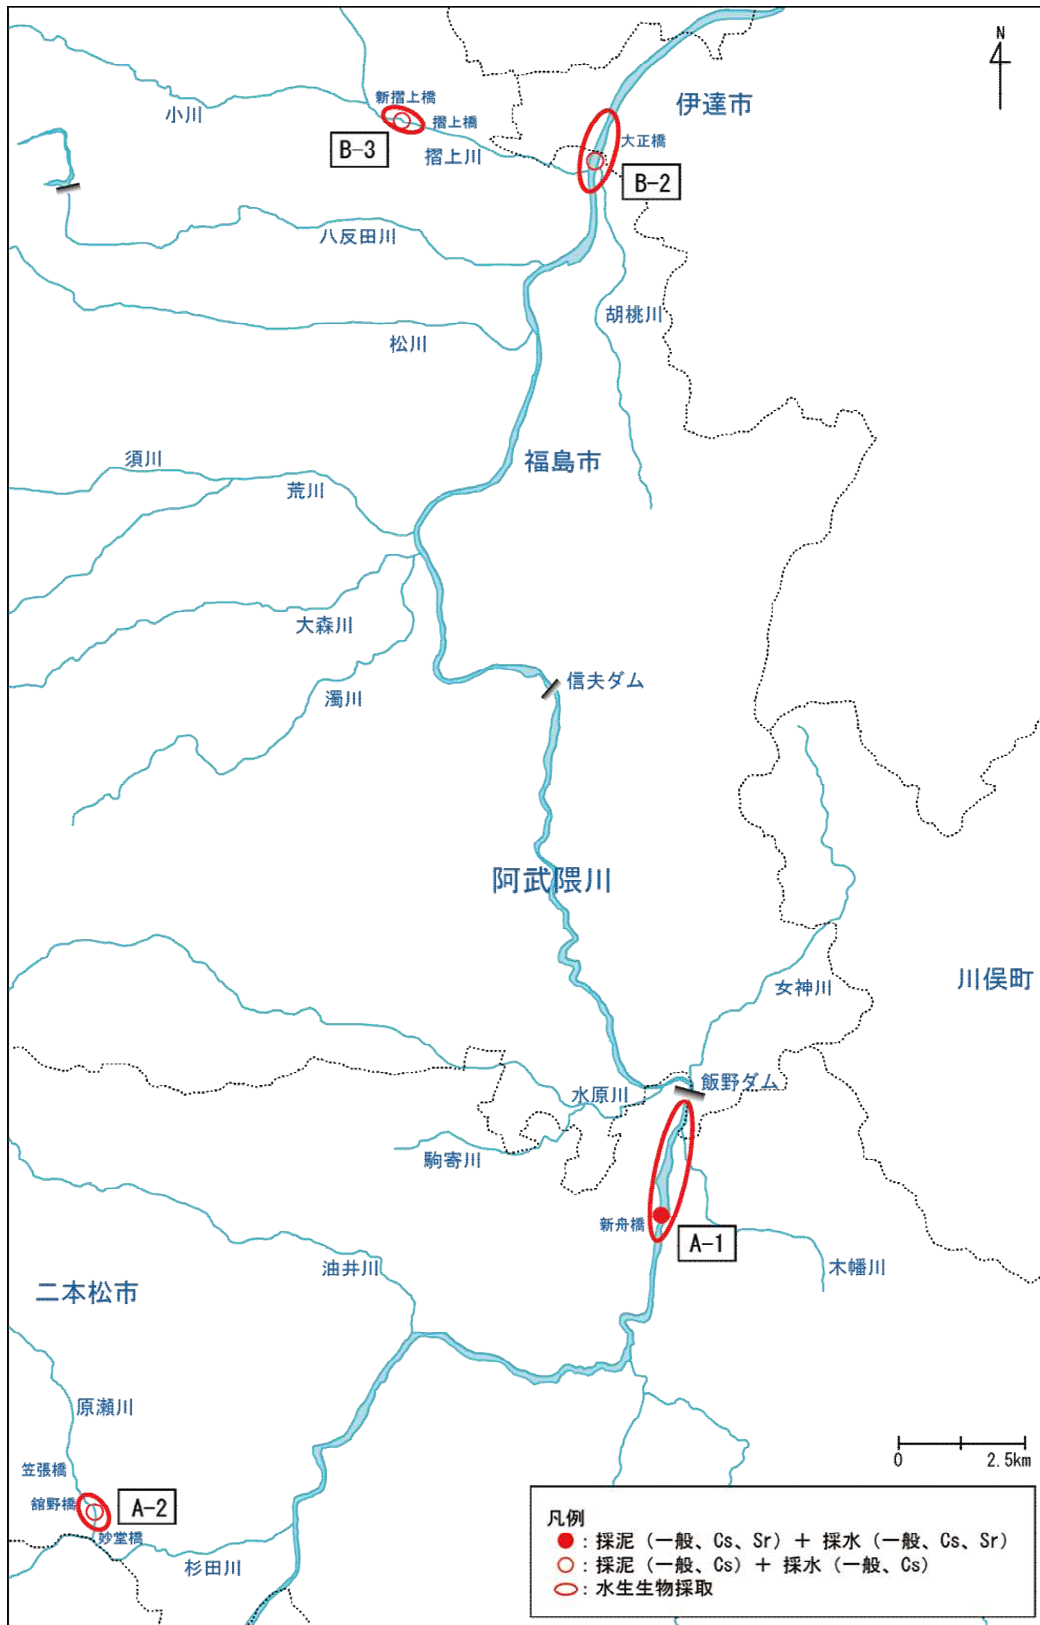 N
伊達市
新摺上橋
小川
摺上橋
大正橋
B-3
摺上川
B-2
八反田川
胡桃川
松川
福島市
須川
荒川
大森川
信夫ダム
濁川
阿武隈川
川俣町
女神川
飯野ダム
水原川
駒寄川
新舟橋
A-1
油井川
木幡川
二本松市
原瀬川
笠張橋
舘野橋
A-2
妙堂橋
杉田川
0 2.5km
凡例
●：採泥（一般、Cs、Sr）＋ 採水（一般、Cs、Sr）
○：採泥（一般、Cs）＋ 採水（一般、Cs）
：水生生物採取